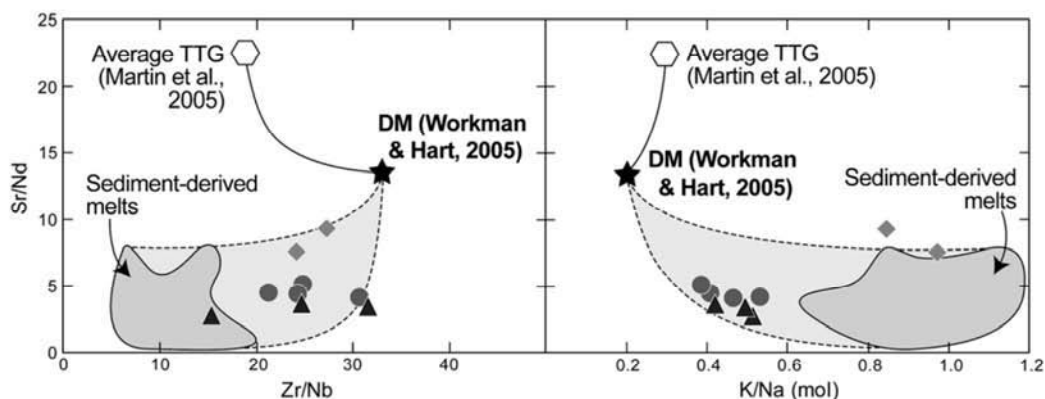 25
20
15
10
5
0
Sr/Nd
Average TTG
(Martin et al.,
2005)
DM (Workman
& Hart, 2005)
Sediment-derived
melts
0
10
20
30
40
Zr/Nb
Average TTG
(Martin et al., 2005)
DM (Workman
& Hart, 2005)
Sediment-derived
melts
0.2
0.4
0.6
0.8
1.0
1.2
K/Na (mol)